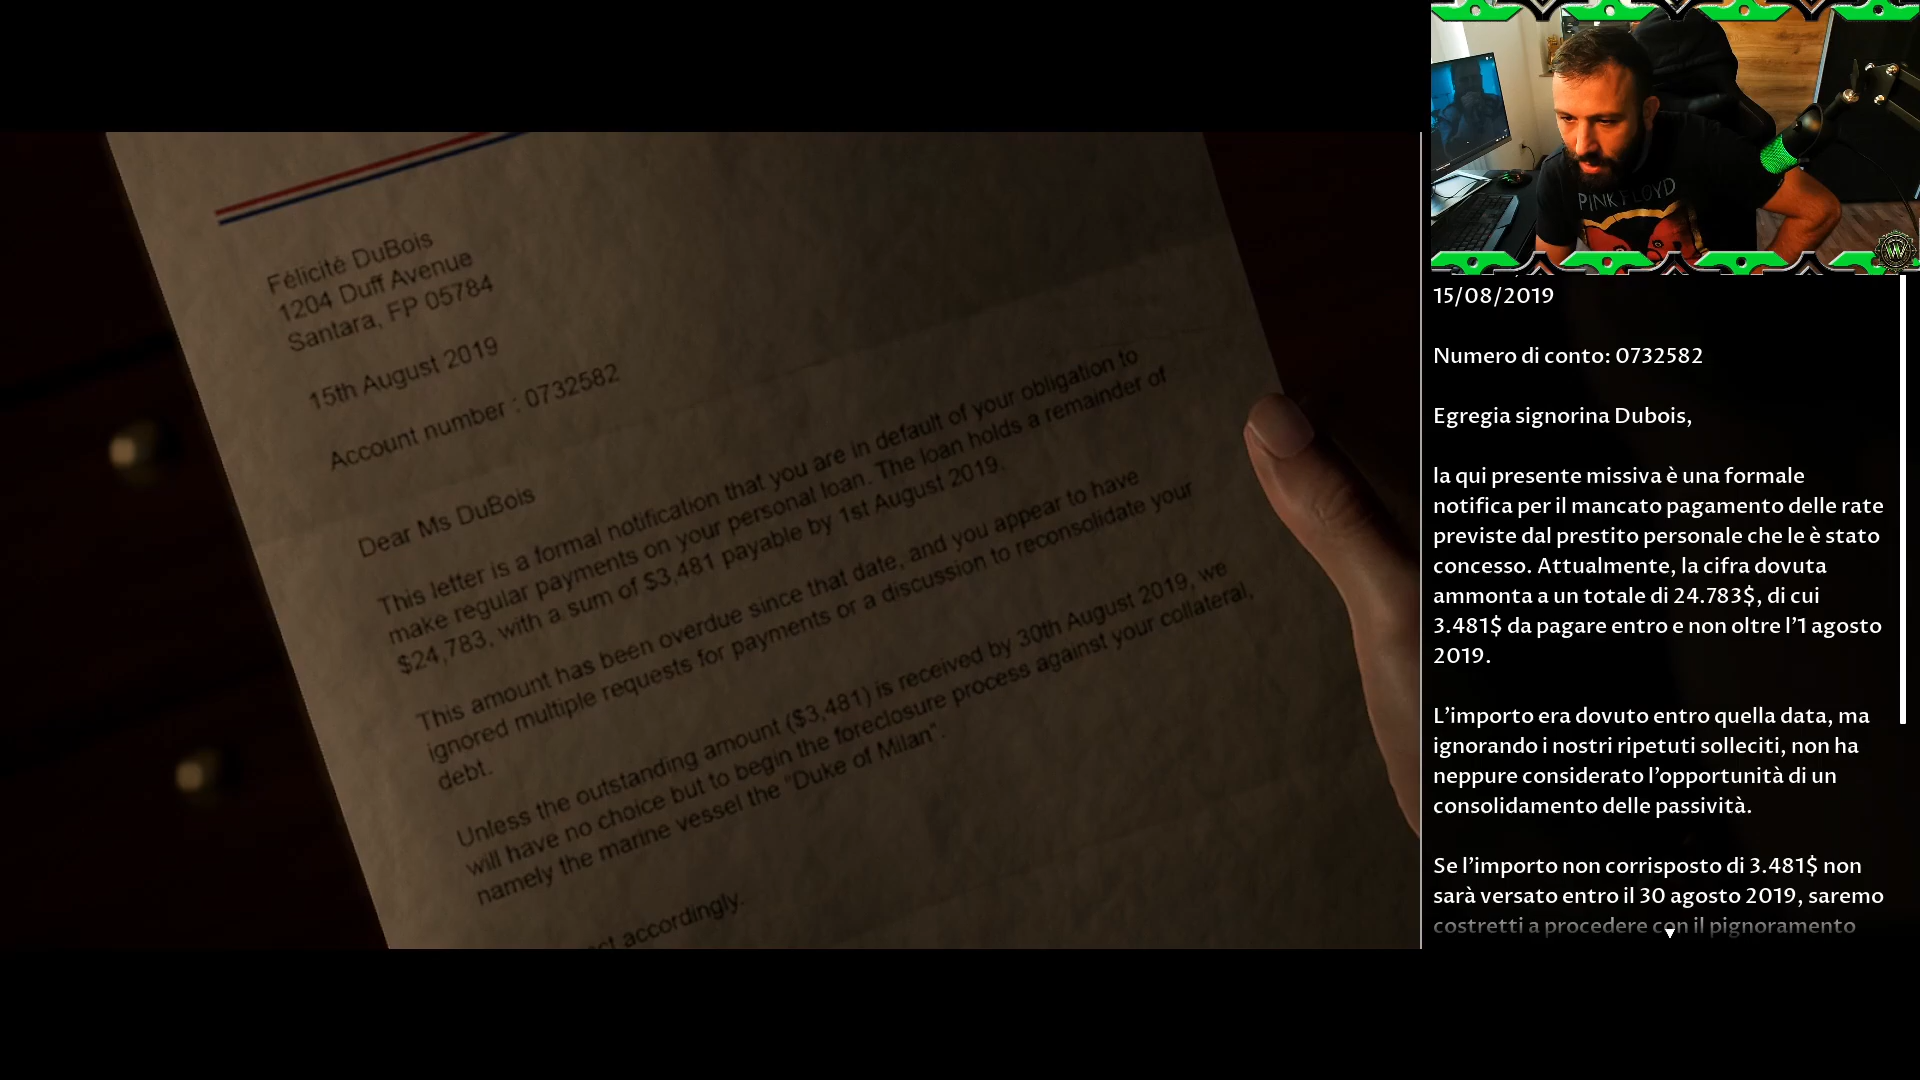 Félicité DuBois
1204 Duff Avenue
Santara, FP 05784
15th August 2019
Account number : 0732582
Dear Ms DuBois
This letter is a formal notification that you are in default of your obligation to
make regular payments on your personal loan. The loan holds a remainder of
$24,783, with a sum of $3,481 payable by 1st August 2019.
This amount has been overdue since that date, and you appear to have
ignored multiple requests for payments or a discussion to reconsolidate your
debt.
Unless the outstanding amount ($3,481) is received by 30th August 2019, we
will have no choice but to begin the foreclosure process against your collateral,
namely the marine vessel the "Duke of Milan".
accordingly.
PINK FLOYD
15/08/2019
Numero di conto: 0732582
Egregia signorina Dubois,
la qui presente missiva è una formale
notifica per il mancato pagamento delle rate
previste dal prestito personale che le è stato
concesso. Attualmente, la cifra dovuta
ammonta a un totale di 24.783$, di cui
3.481$ da pagare entro e non oltre l'1 agosto
2019.
L'importo era dovuto entro quella data, ma
ignorando i nostri ripetuti solleciti, non ha
neppure considerato l'opportunità di un
consolidamento delle passività.
Se l'importo non corrisposto di 3.481$ non
sarà versato entro il 30 agosto 2019, saremo
costretti a procedere con il pignoramento